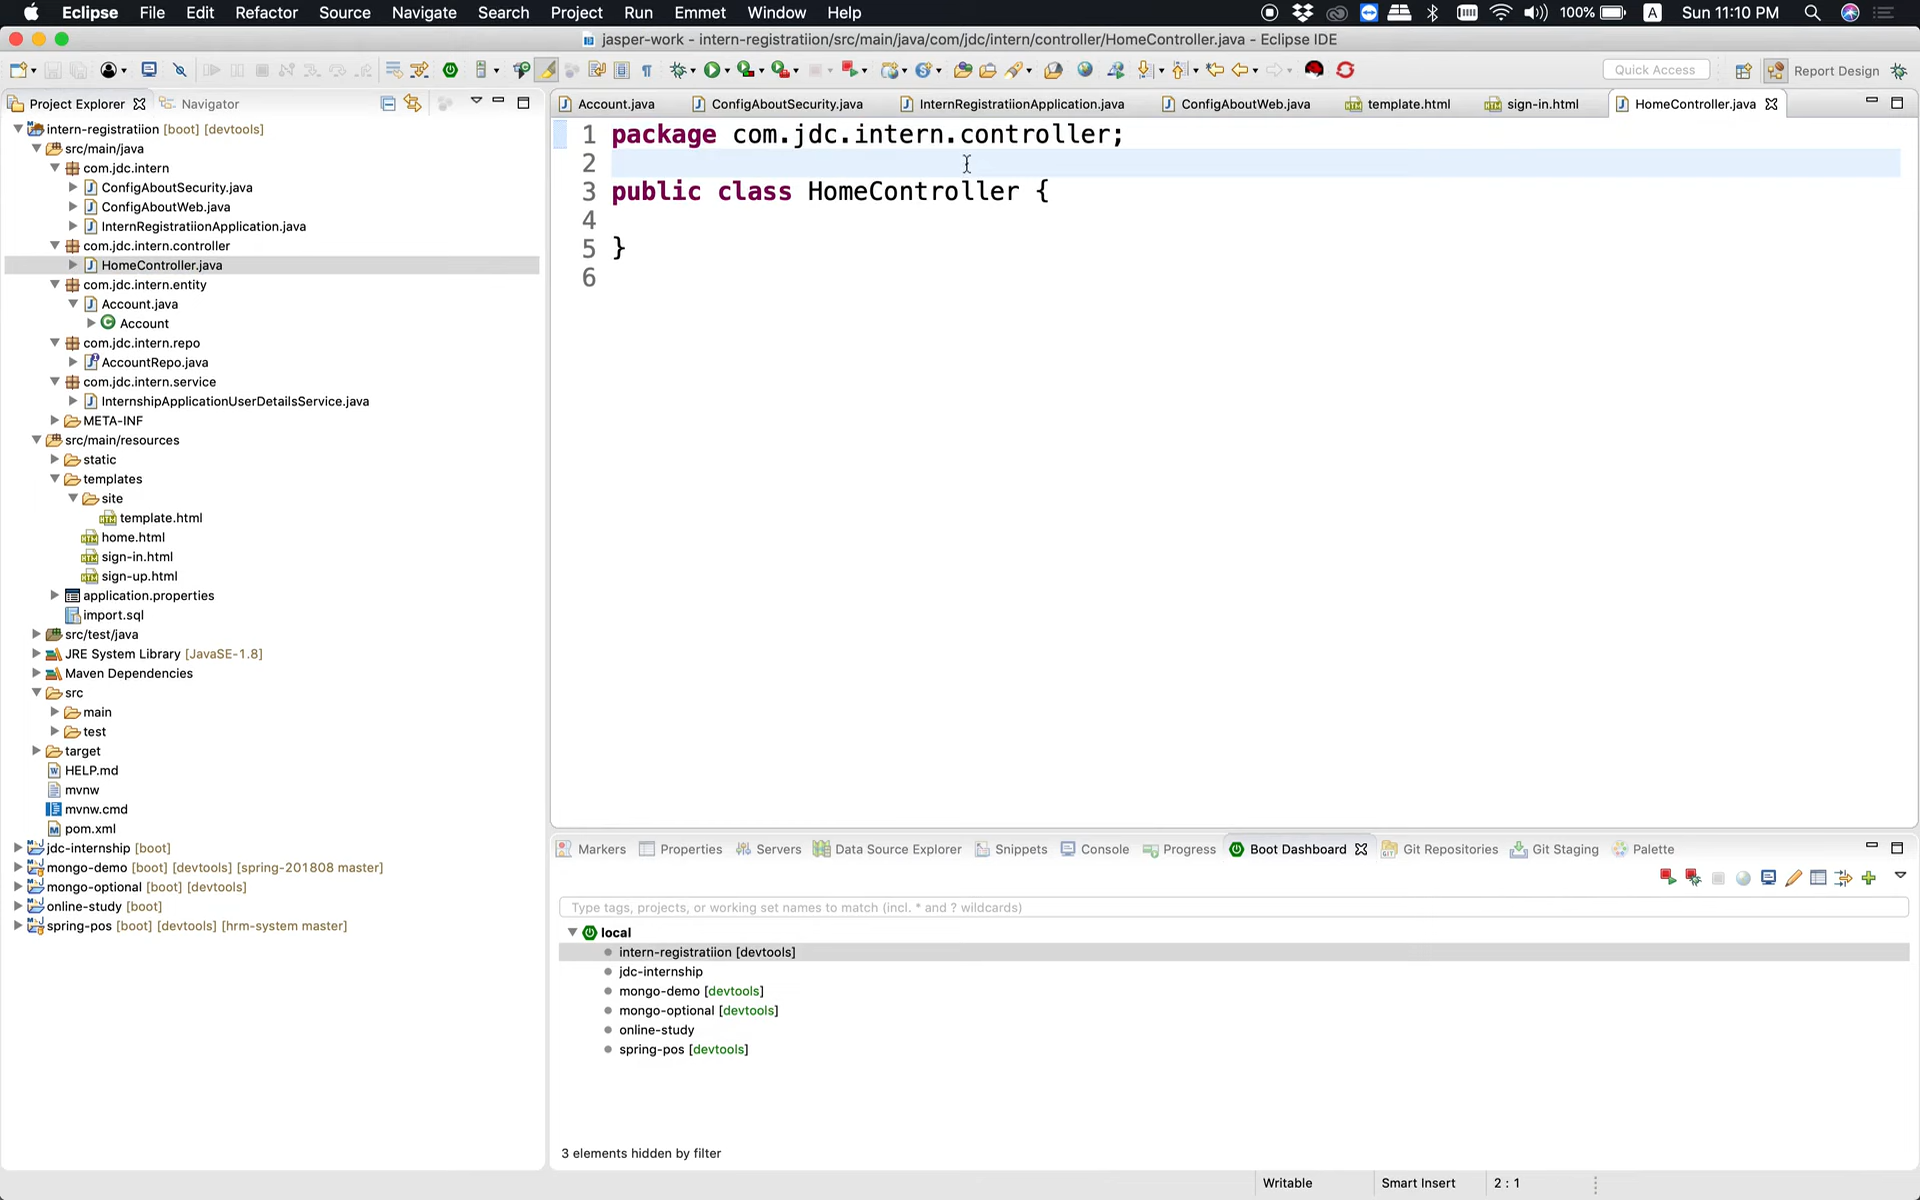 Eclipse File Edit Refactor Source Navigate Search Project Run Emmet Window Help 100% A Sun 11:10 PM
jasper-work - intern-registratiion/src/main/java/com/jdc/intern/controller/HomeController.java - Eclipse IDE
Quick Access Report Design
Project Explorer Navigator
intern-registratiion [boot] [devtools]
src/main/java
com.jdc.intern
ConfigAboutSecurity.java
ConfigAboutWeb.java
InternRegistratiionApplication.java
com.jdc.intern.controller
HomeController.java
com.jdc.intern.entity
Account.java
Account
com.jdc.intern.repo
AccountRepo.java
com.jdc.intern.service
InternshipApplicationUserDetailsService.java
META-INF
src/main/resources
static
templates
site
template.html
home.html
sign-in.html
sign-up.html
application.properties
import.sql
src/test/java
JRE System Library [JavaSE-1.8]
Maven Dependencies
src
main
test
target
HELP.md
mvnw
mvnw.cmd
pom.xml
jdc-internship [boot]
mongo-demo [boot] [devtools] [spring-201808 master]
mongo-optional [boot] [devtools]
online-study [boot]
spring-pos [boot] [devtools] [hrm-system master]
Account.java ConfigAboutSecurity.java InternRegistratiionApplication.java ConfigAboutWeb.java template.html sign-in.html HomeController.java
1 package com.jdc.intern.controller;
2
3 public class HomeController {
4
5 }
6
Markers Properties Servers Data Source Explorer Snippets Console Progress Boot Dashboard Git Repositories Git Staging Palette
Type tags, projects, or working set names to match (incl. * and ? wildcards)
local
intern-registratiion [devtools]
jdc-internship
mongo-demo [devtools]
mongo-optional [devtools]
online-study
spring-pos [devtools]
3 elements hidden by filter
Writable Smart Insert 2 : 1